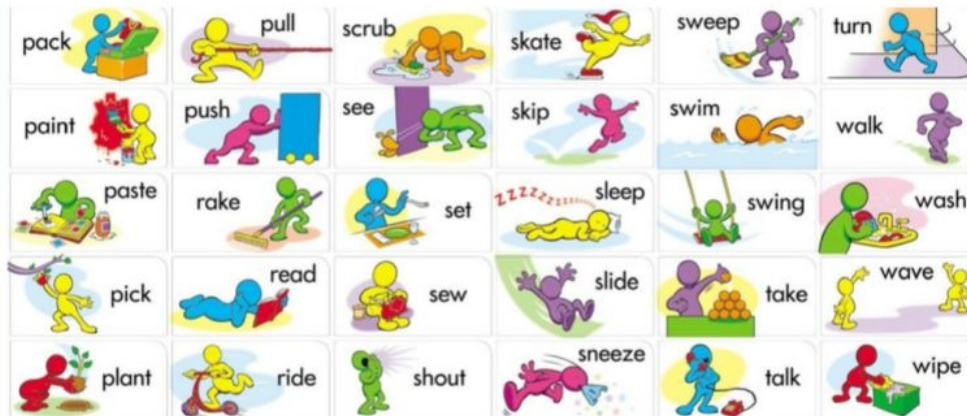 pack
pull
scrub
skate
sweep
turn
paint
push
see
skip
swim
walk
paste
rake
set
ZZZZZZZZZZ
sleep
swing
wash
pick
read
sew
slide
take
wave
plant
ride
shout
sneeze
talk
wipe